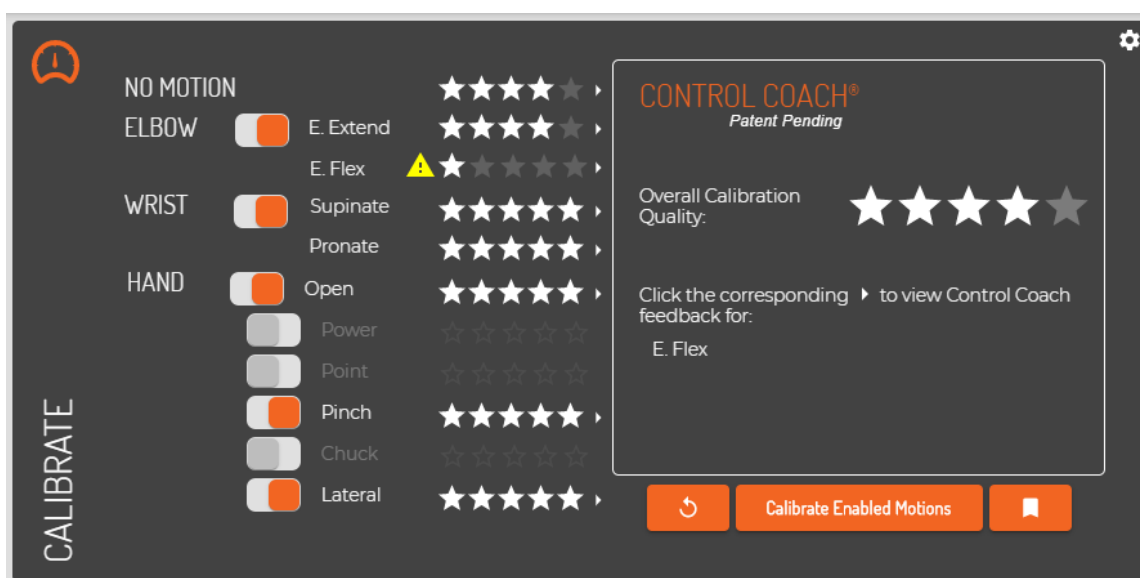 NO MOTION
ELBOW E. Extend
E. Flex
WRIST Supinate
Pronate
HAND Open
Power
Point
Pinch
Chuck
Lateral
CALIBRATE
CONTROL COACH®
Patent Pending
Overall Calibration
Quality:
Click the corresponding to view Control Coach
feedback for:
E. Flex
Calibrate Enabled Motions